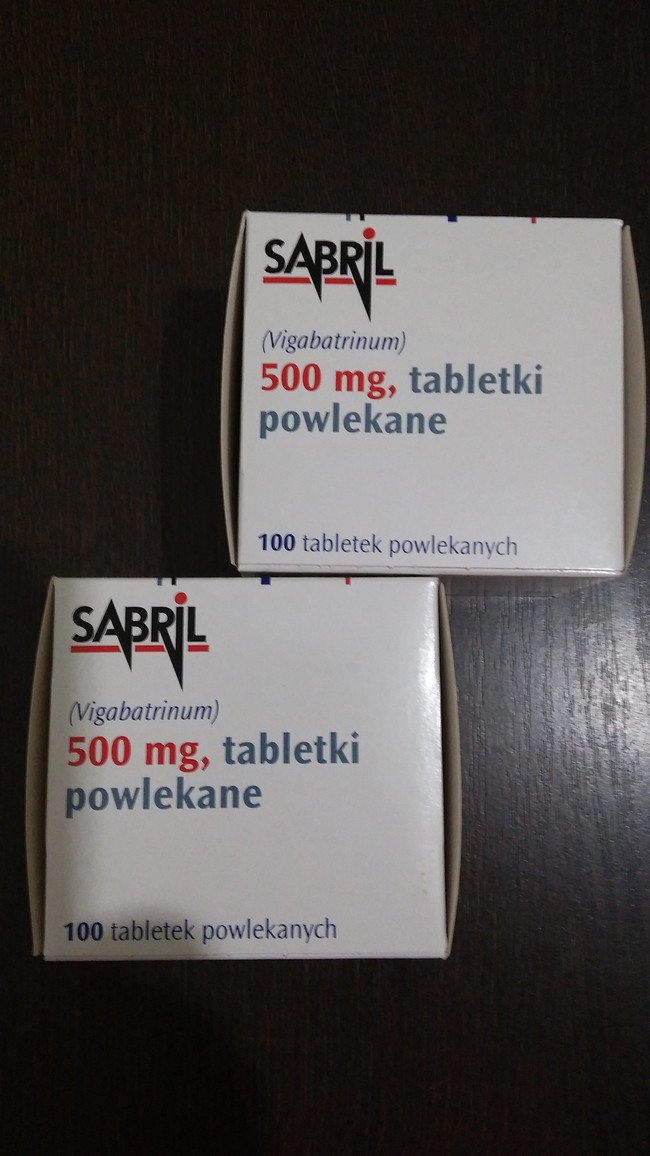 SABRIL
(Vigabatrinum)
500 mg, tabletki
powlekane
100 tabletek powlekanych
SABRIL
(Vigabatrinum)
500 mg, tabletki
powlekane
100 tabletek powlekanych